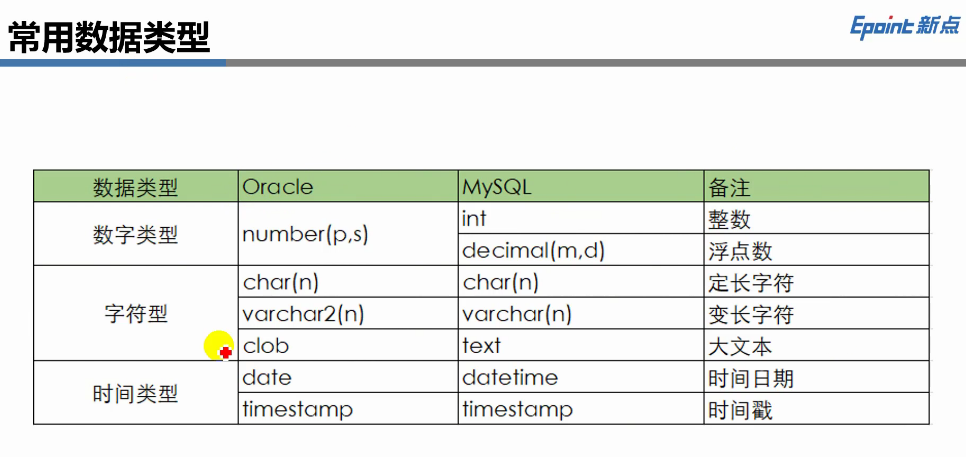 常用数据类型
Epoint 新点
数据类型 Oracle MySQL 备注
数字类型 number(p,s) int 整数
decimal(m,d) 浮点数
字符型 char(n) char(n) 定长字符
varchar2(n) varchar(n) 变长字符
clob text 大文本
时间类型 date datetime 时间日期
timestamp timestamp 时间戳